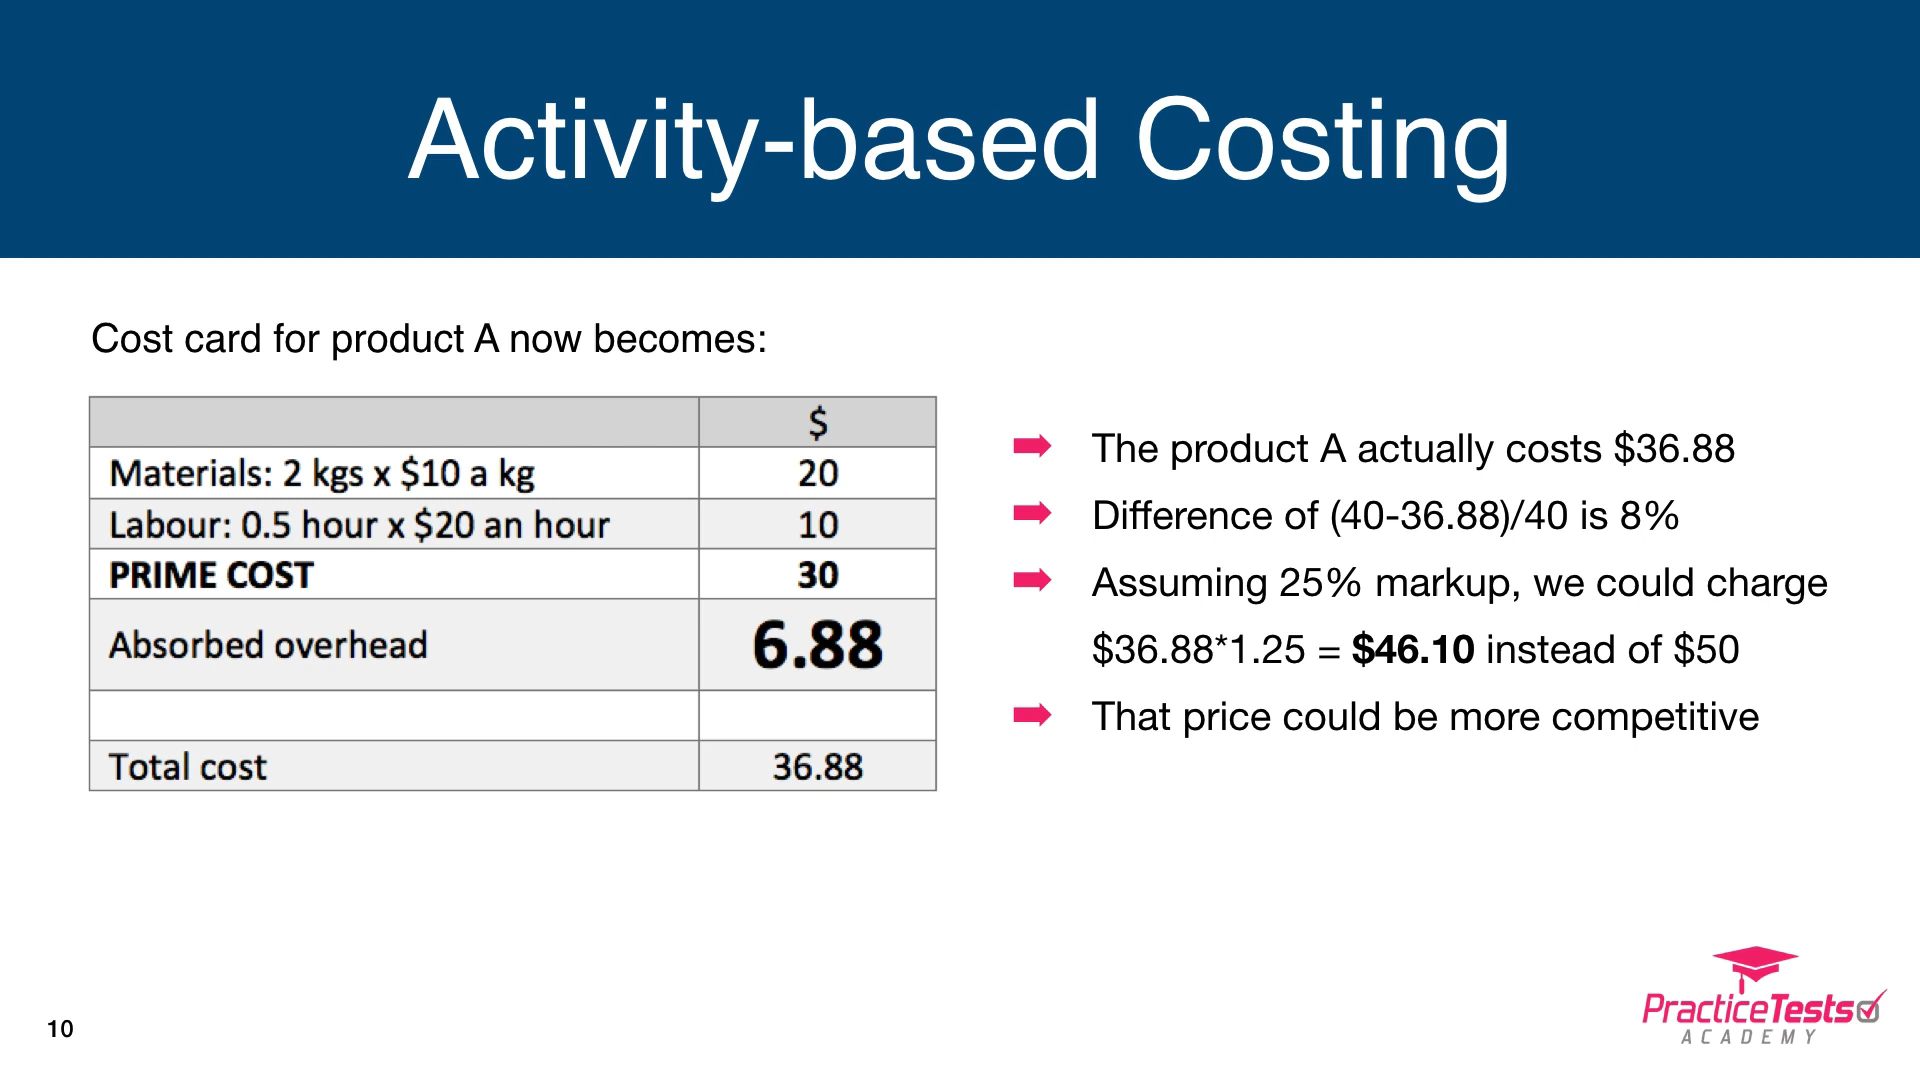 Activity-based Costing
Cost card for product A now becomes:
$
Materials: 2 kgs x $10 a kg 20
Labour: 0.5 hour x $20 an hour 10
PRIME COST 30
Absorbed overhead 6.88
Total cost 36.88
The product A actually costs $36.88
Difference of (40-36.88)/40 is 8%
Assuming 25% markup, we could charge
$36.88*1.25 = $46.10 instead of $50
That price could be more competitive
10
PracticeTests
ACADEMY